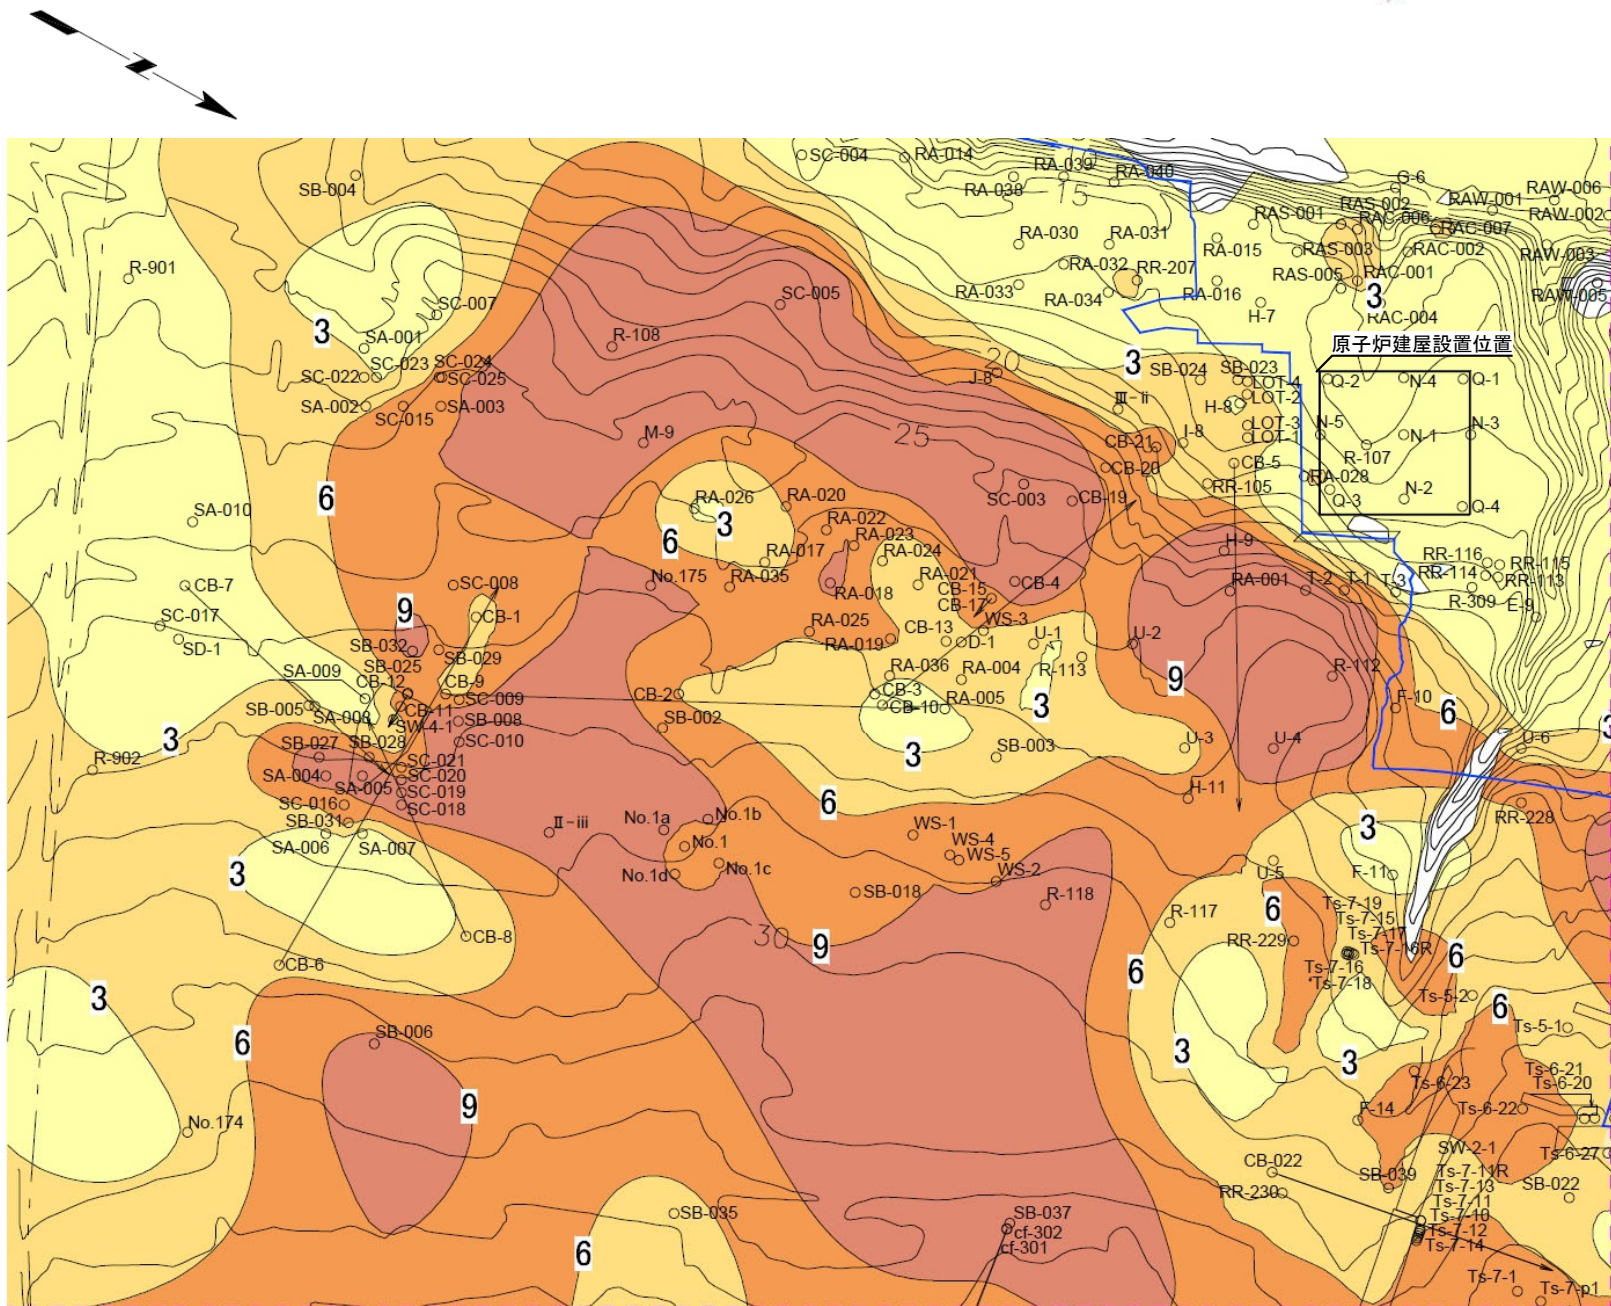 N
SC-004
RA-014
RA-039
RA-040
RA-038
15
G-6
RAW-006
RAW-001
RAW-002
SB-004
RAS-002
RAS-001
RAC-006
RAC-007
RA-030
RA-031
RA-015
RAS-003
RAC-002
RAW-003
R-901
RA-032
RR-207
RAS-005
RAC-001
RA-033
RA-034
RA-016
3
RAW-005
SC-007
SC-005
H-7
RAC-004
3
SA-001
R-108
原子炉建屋設置位置
SC-023
SC-024
20
3
SB-024
SB-023
SC-022
SC-025
J-8
LOT-4
Q-2
N-4
Q-1
LOT-2
SA-002
SA-003
Ⅲ-ⅱ
H-8
SC-015
LOT-3
N-5
N-1
N-3
M-9
25
CB-21
I-8
LOT-1
R-107
CB-20
CB-5
RA-028
RR-105
6
RA-026
RA-020
SC-003
CB-19
Q-3
N-2
Q-4
SA-010
3
RA-022
RA-023
6
RA-017
RA-024
H-9
RR-116
RR-115
RR-114
RR-113
CB-7
SC-008
No.175
RA-035
RA-018
RA-021
CB-15
CB-4
RA-001
T-2
T-1
T-3
R-309
E-9
9
CB-1
CB-17
SC-017
RA-025
WS-3
SD-1
SB-032
RA-019
CB-13
D-1
U-1
U-2
SB-029
SB-025
SA-009
RA-036
RA-004
R-113
R-112
CB-12
CB-9
9
SC-009
CB-2
CB-3
RA-005
F-10
SB-005
SA-008
CB-11
CB-10
3
6
SB-008
SB-002
SW-4-1
3
SB-027
SB-028
SC-010
3
SB-003
U-3
U-4
U-6
3
R-902
SC-021
SA-004
SC-020
SA-005
SC-019
SC-016
SC-018
6
H-11
RR-228
SB-031
Ⅱ-ⅲ
No.1a
No.1b
SA-006
SA-007
No.1
WS-1
WS-4
WS-5
3
3
No.1d
No.1c
WS-2
U-5
F-11
SB-018
R-118
6
Ts-7-19
R-117
Ts-7-15
CB-8
30
9
RR-229
Ts-7-17
Ts-7-16R
6
CB-6
6
Ts-7-16
Ts-7-18
3
Ts-5-2
6
Ts-5-1
SB-006
6
3
3
Ts-6-21
Ts-6-23
Ts-6-20
9
F-14
Ts-6-22
No.174
SW-2-1
Ts-6-27
CB-022
SB-039
Ts-7-11R
RR-230
Ts-7-13
SB-022
Ts-7-11
SB-035
SB-037
Ts-7-10
cf-302
Ts-7-12
cf-301
Ts-7-14
6
Ts-7-1
Ts-7-p1